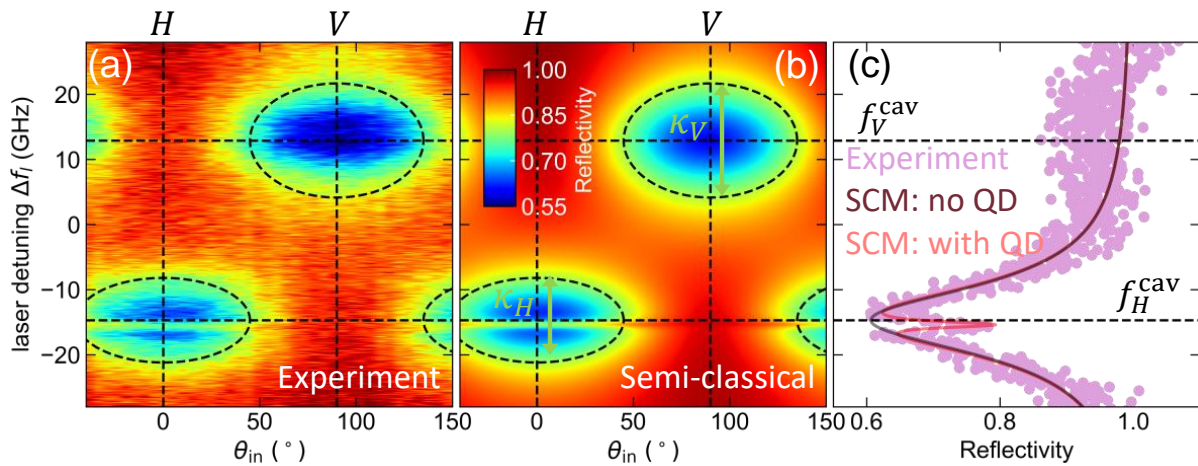 H
V
H
V
(a)
(b)
(c)
laser detuning Δf_l (GHz)
20
10
0
−10
−20
1.00
0.85
0.70
0.55
Reflectivity
κ_V
κ_H
f_V^cav
Experiment
SCM: no QD
SCM: with QD
f_H^cav
Experiment
Semi-classical
0
50
100
150
0
50
100
150
0.6
0.8
1.0
θ_in (°)
θ_in (°)
Reflectivity